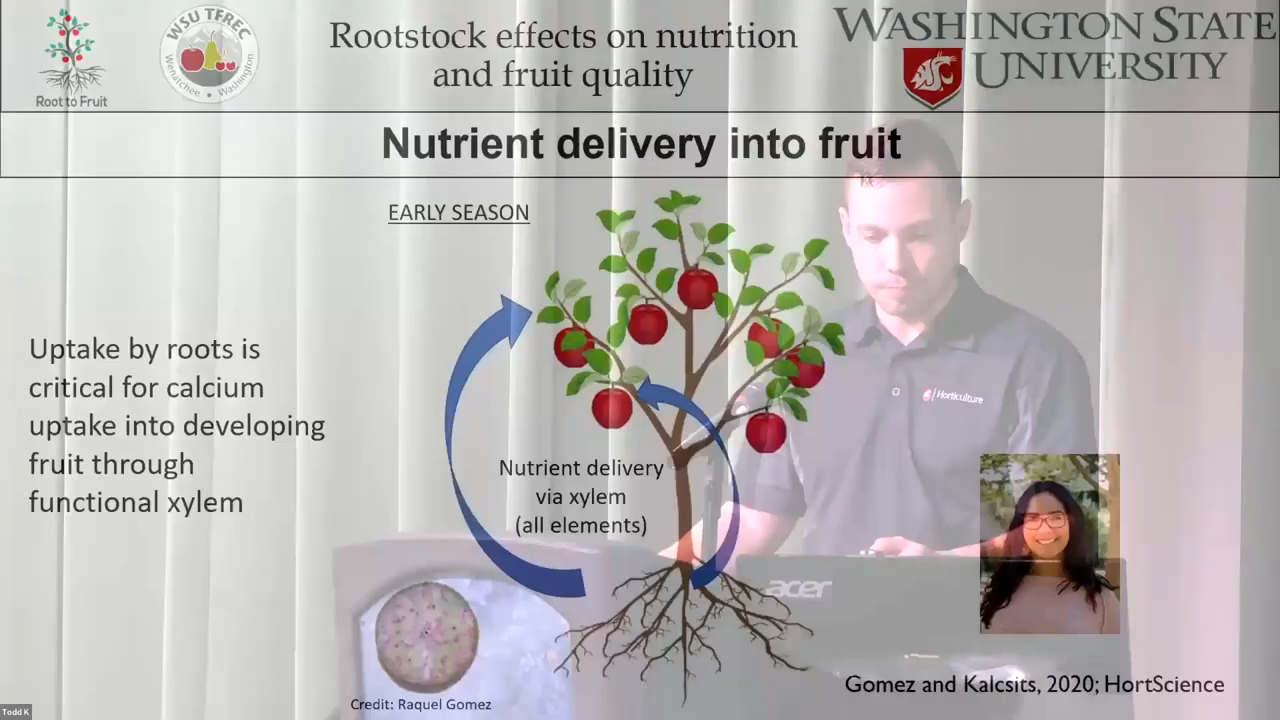 Root to Fruit
WSU TFREC
Wenatchee • Washington
Rootstock effects on nutrition
and fruit quality
WASHINGTON STATE
UNIVERSITY
Nutrient delivery into fruit
EARLY SEASON
Uptake by roots is
critical for calcium
uptake into developing
fruit through
functional xylem
Nutrient delivery
via xylem
(all elements)
Horticulture
acer
Gomez and Kalcsits, 2020; HortScience
Credit: Raquel Gomez
Todd K